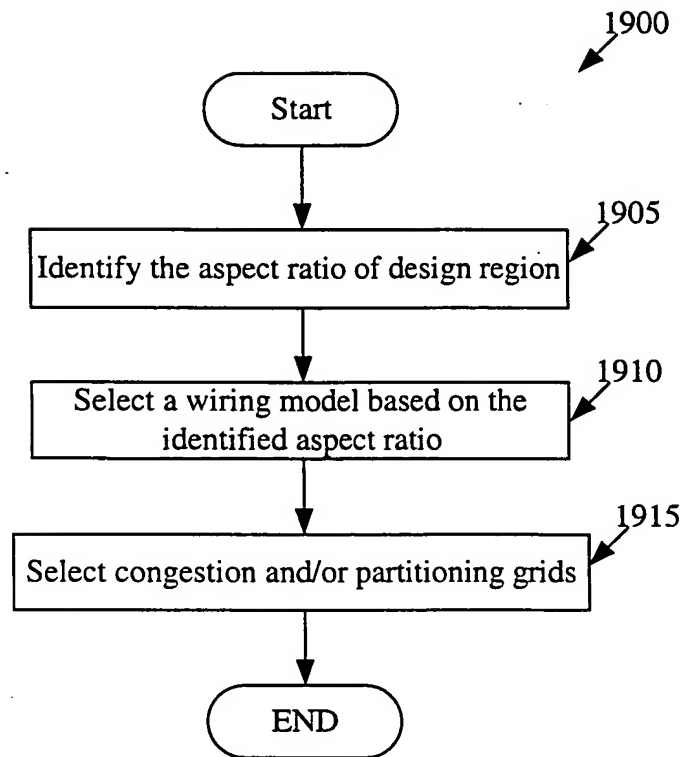 1900
Start
1905
Identify the aspect ratio of design region
1910
Select a wiring model based on the
identified aspect ratio
1915
Select congestion and/or partitioning grids
END